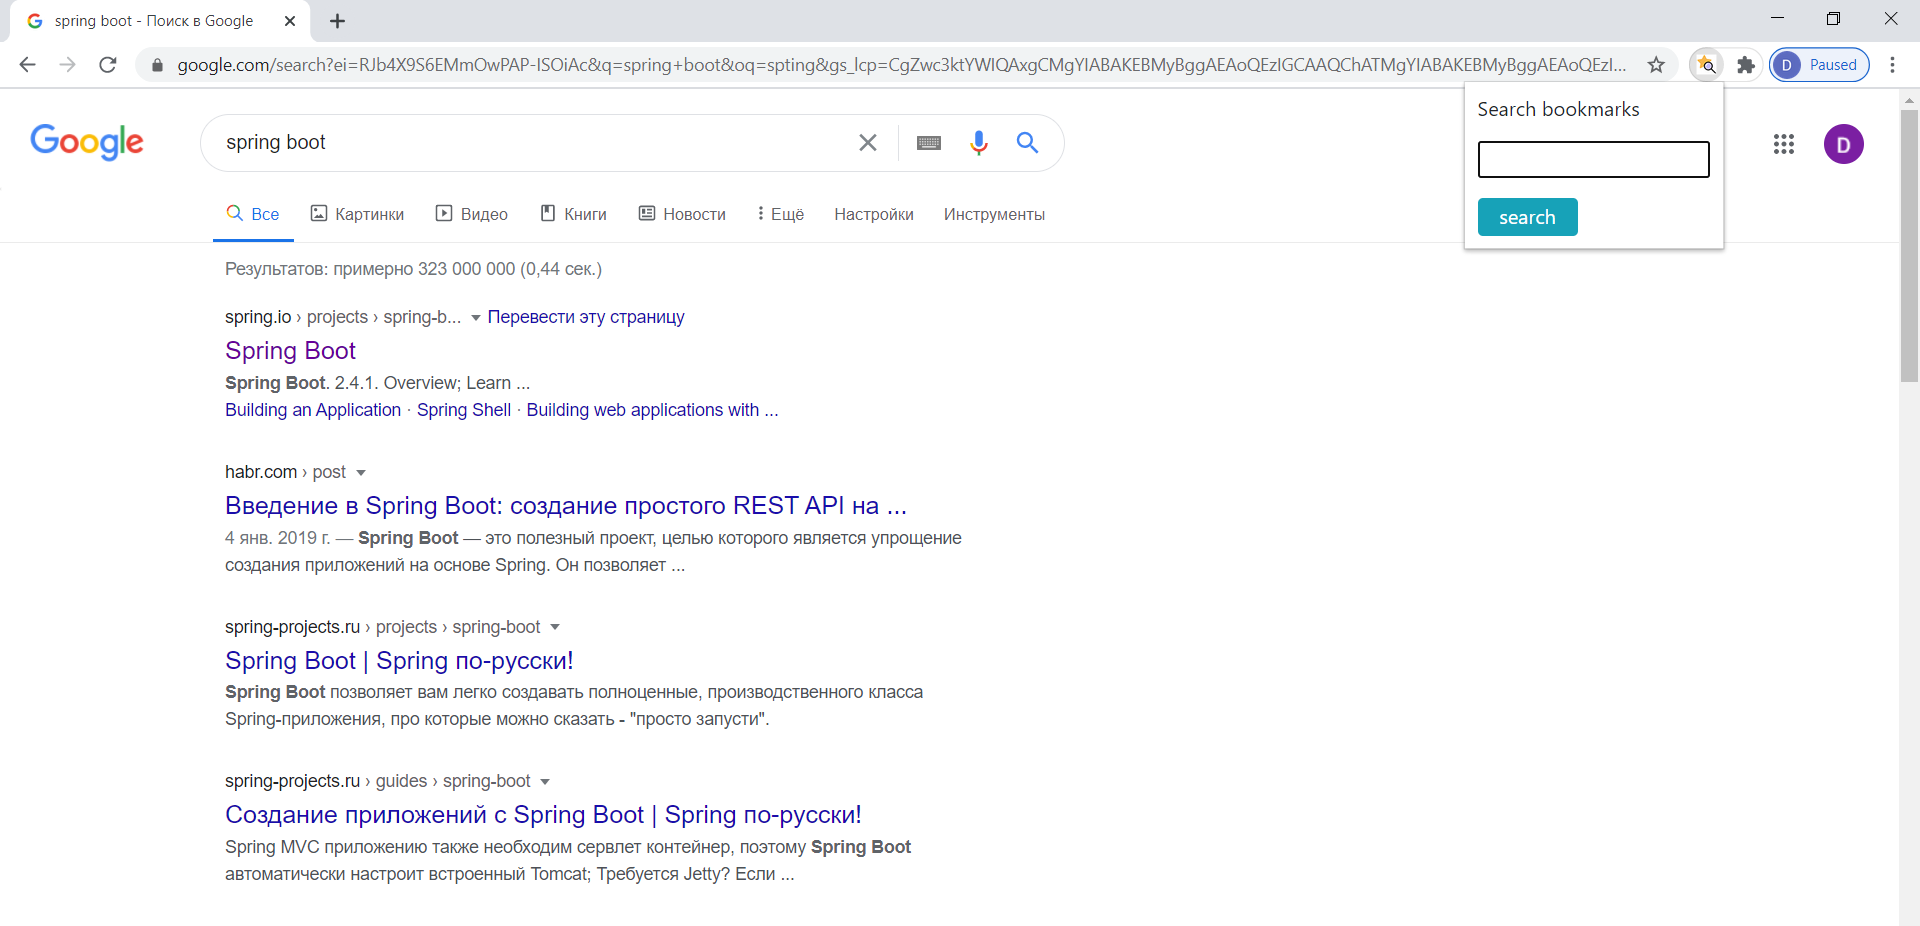 spring boot - Поиск в Google
google.com/search?ei=RJb4X9S6EMmOwPAP-ISOiAc&q=spring+boot&oq=spting&gs_lcp=CgZwc3ktYWIQAxgCMgYIABAKEBMyBggAEAoQEzIGCAAQChATMgYIABAKEBMyBggAEAoQEzI...
D Paused
Search bookmarks
search
Google
spring boot
D
Все Картинки Видео Книги Новости Ещё Настройки Инструменты
Результатов: примерно 323 000 000 (0,44 сек.)
spring.io › projects › spring-b... Перевести эту страницу
Spring Boot
Spring Boot. 2.4.1. Overview; Learn ...
Building an Application · Spring Shell · Building web applications with ...
habr.com › post
Введение в Spring Boot: создание простого REST API на ...
4 янв. 2019 г. — Spring Boot — это полезный проект, целью которого является упрощение
создания приложений на основе Spring. Он позволяет ...
spring-projects.ru › projects › spring-boot
Spring Boot | Spring по-русски!
Spring Boot позволяет вам легко создавать полноценные, производственного класса
Spring-приложения, про которые можно сказать - "просто запусти".
spring-projects.ru › guides › spring-boot
Создание приложений с Spring Boot | Spring по-русски!
Spring MVC приложению также необходим сервлет контейнер, поэтому Spring Boot
автоматически настроит встроенный Tomcat; Требуется Jetty? Если ...